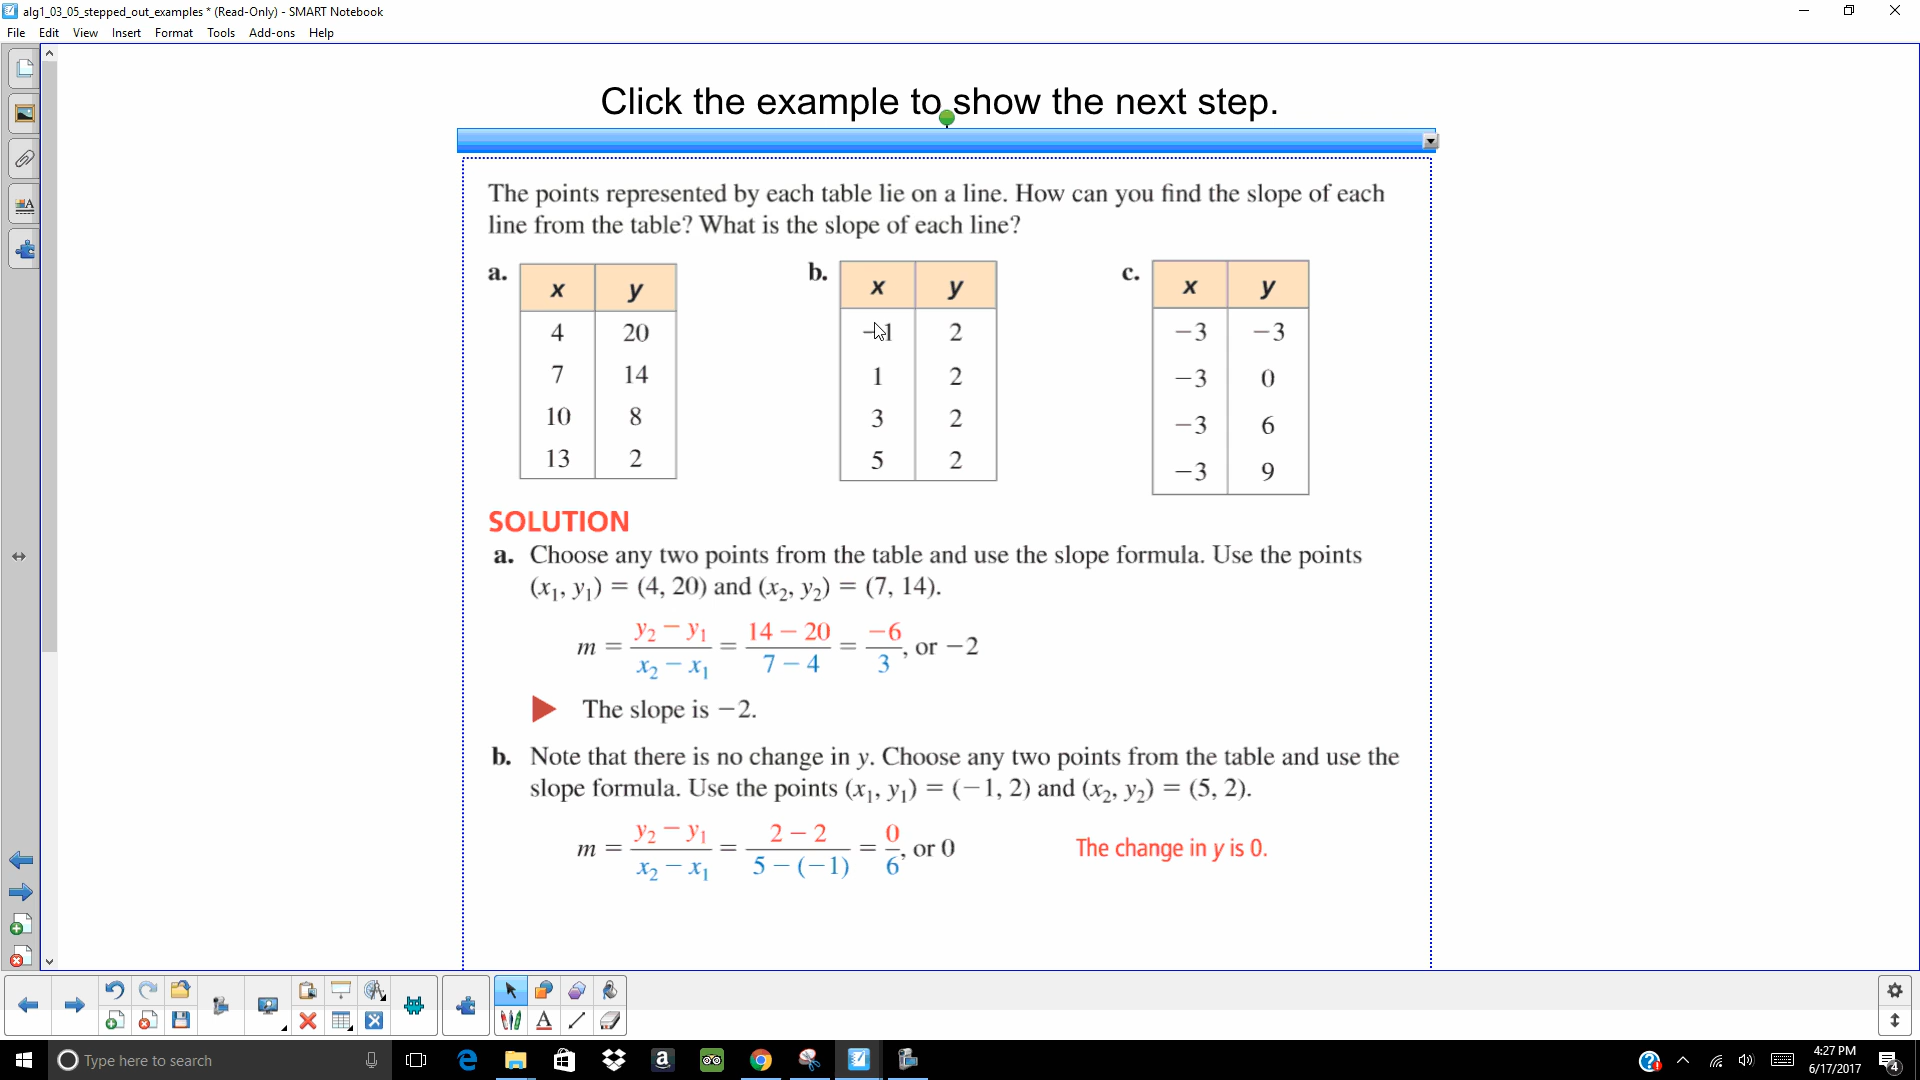 alg1_03_05_stepped_out_examples * (Read-Only) - SMART Notebook
File Edit View Insert Format Tools Add-ons Help
Click the example to show the next step.
The points represented by each table lie on a line. How can you find the slope of each
line from the table? What is the slope of each line?
a.
x y
4 20
7 14
10 8
13 2
b.
x y
−1 2
1 2
3 2
5 2
c.
x y
−3 −3
−3 0
−3 6
−3 9
SOLUTION
a. Choose any two points from the table and use the slope formula. Use the points
(x₁, y₁) = (4, 20) and (x₂, y₂) = (7, 14).
m = y₂ − y₁ / x₂ − x₁ = 14 − 20 / 7 − 4 = −6 / 3, or −2
The slope is −2.
b. Note that there is no change in y. Choose any two points from the table and use the
slope formula. Use the points (x₁, y₁) = (−1, 2) and (x₂, y₂) = (5, 2).
m = y₂ − y₁ / x₂ − x₁ = 2 − 2 / 5 − (−1) = 0 / 6, or 0 The change in y is 0.
Type here to search
4:27 PM
6/17/2017
4